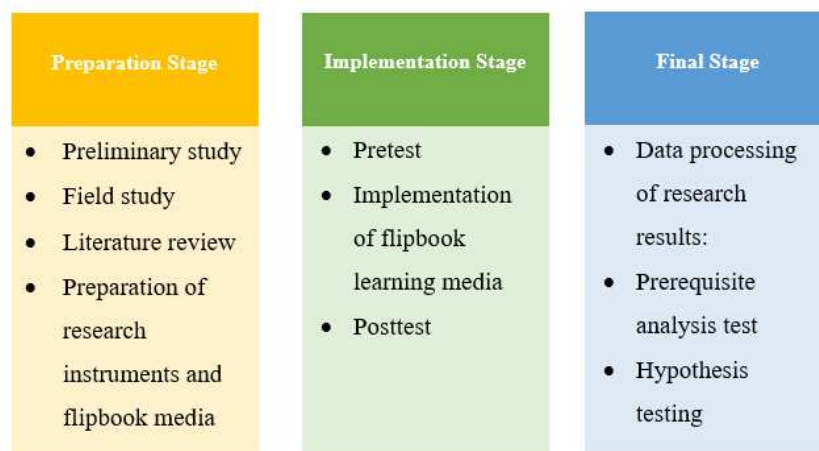 Preparation Stage
• Preliminary study
• Field study
• Literature review
• Preparation of
research
instruments and
flipbook media
Implementation Stage
• Pretest
• Implementation
of flipbook
learning media
• Posttest
Final Stage
• Data processing
of research
results:
• Prerequisite
analysis test
• Hypothesis
testing